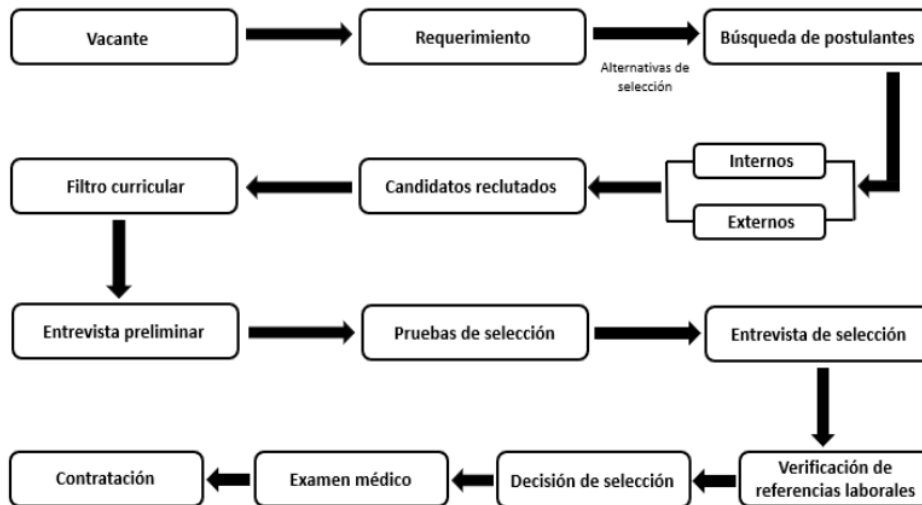 Vacante
Requerimiento
Alternativas de
selección
Búsqueda de postulantes
Internos
Externos
Candidatos reclutados
Filtro curricular
Entrevista preliminar
Pruebas de selección
Entrevista de selección
Verificación de
referencias laborales
Decisión de selección
Examen médico
Contratación